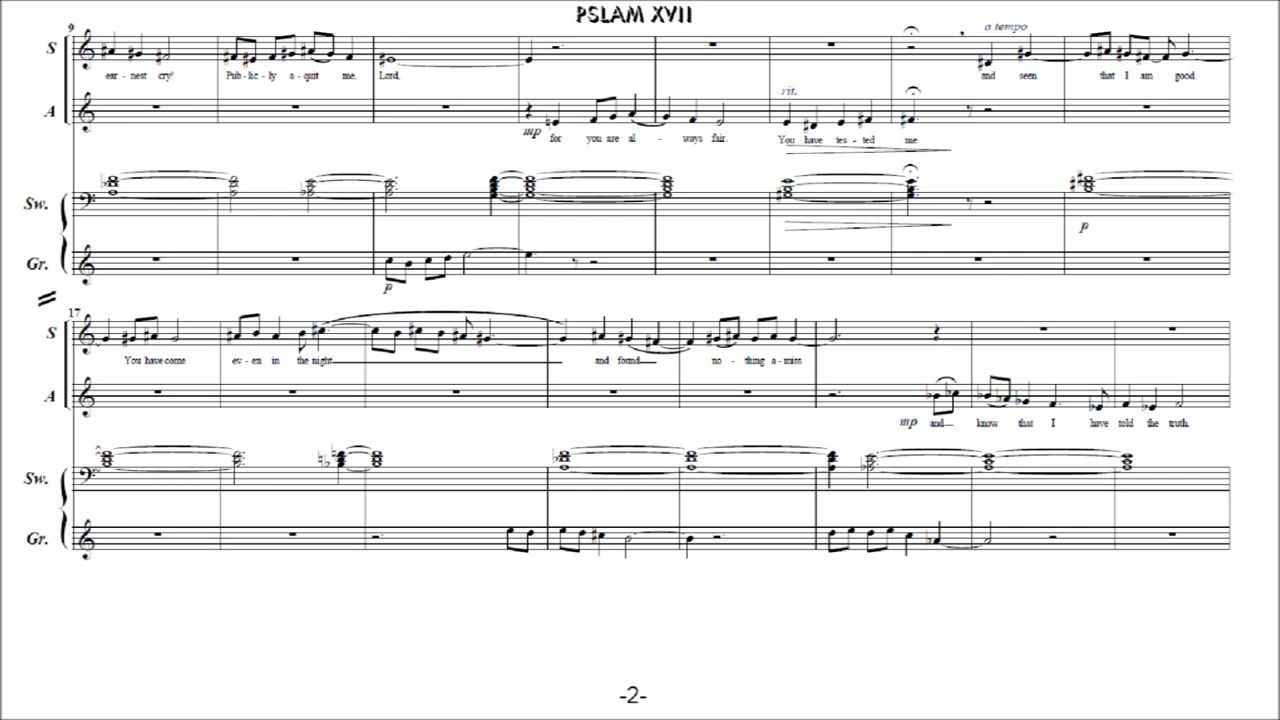 PSLAM XVII
9
a tempo
S
ear - nest cry! Pub - lic - ly a - quit me, Lord. and seen that I am good.
rit.
A
mp for you are al - ways fair. You have tes - ted me
Sw.
p
Gr.
p
17
S
You have come ev - en in the night and found no - thing a - miss
A
mp and know that I have told the truth.
Sw.
Gr.
-2-